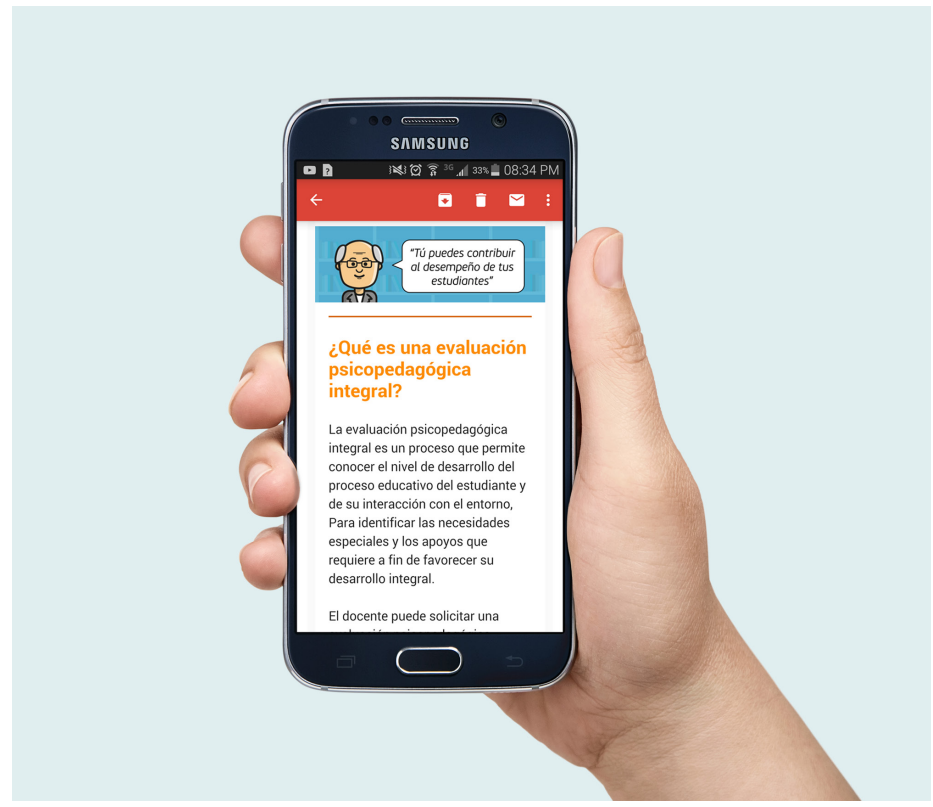 SAMSUNG
3G 33% 08:34 PM
"Tú puedes contribuir
al desempeño de tus
estudiantes"
¿Qué es una evaluación
psicopedagógica
integral?
La evaluación psicopedagógica
integral es un proceso que permite
conocer el nivel de desarrollo del
proceso educativo del estudiante y
de su interacción con el entorno,
Para identificar las necesidades
especiales y los apoyos que
requiere a fin de favorecer su
desarrollo integral.
El docente puede solicitar una